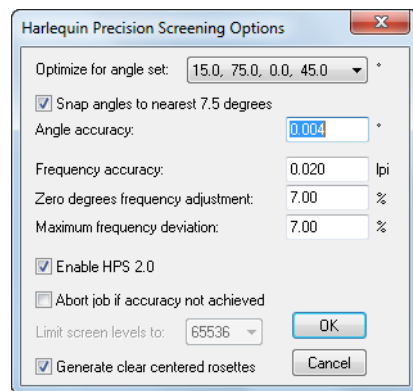 Harlequin Precision Screening Options
Optimize for angle set: 15.0, 75.0, 0.0, 45.0 °
Snap angles to nearest 7.5 degrees
Angle accuracy: 0.004 °
Frequency accuracy: 0.020 lpi
Zero degrees frequency adjustment: 7.00 %
Maximum frequency deviation: 7.00 %
Enable HPS 2.0
Abort job if accuracy not achieved
Limit screen levels to: 65536 OK
Generate clear centered rosettes Cancel